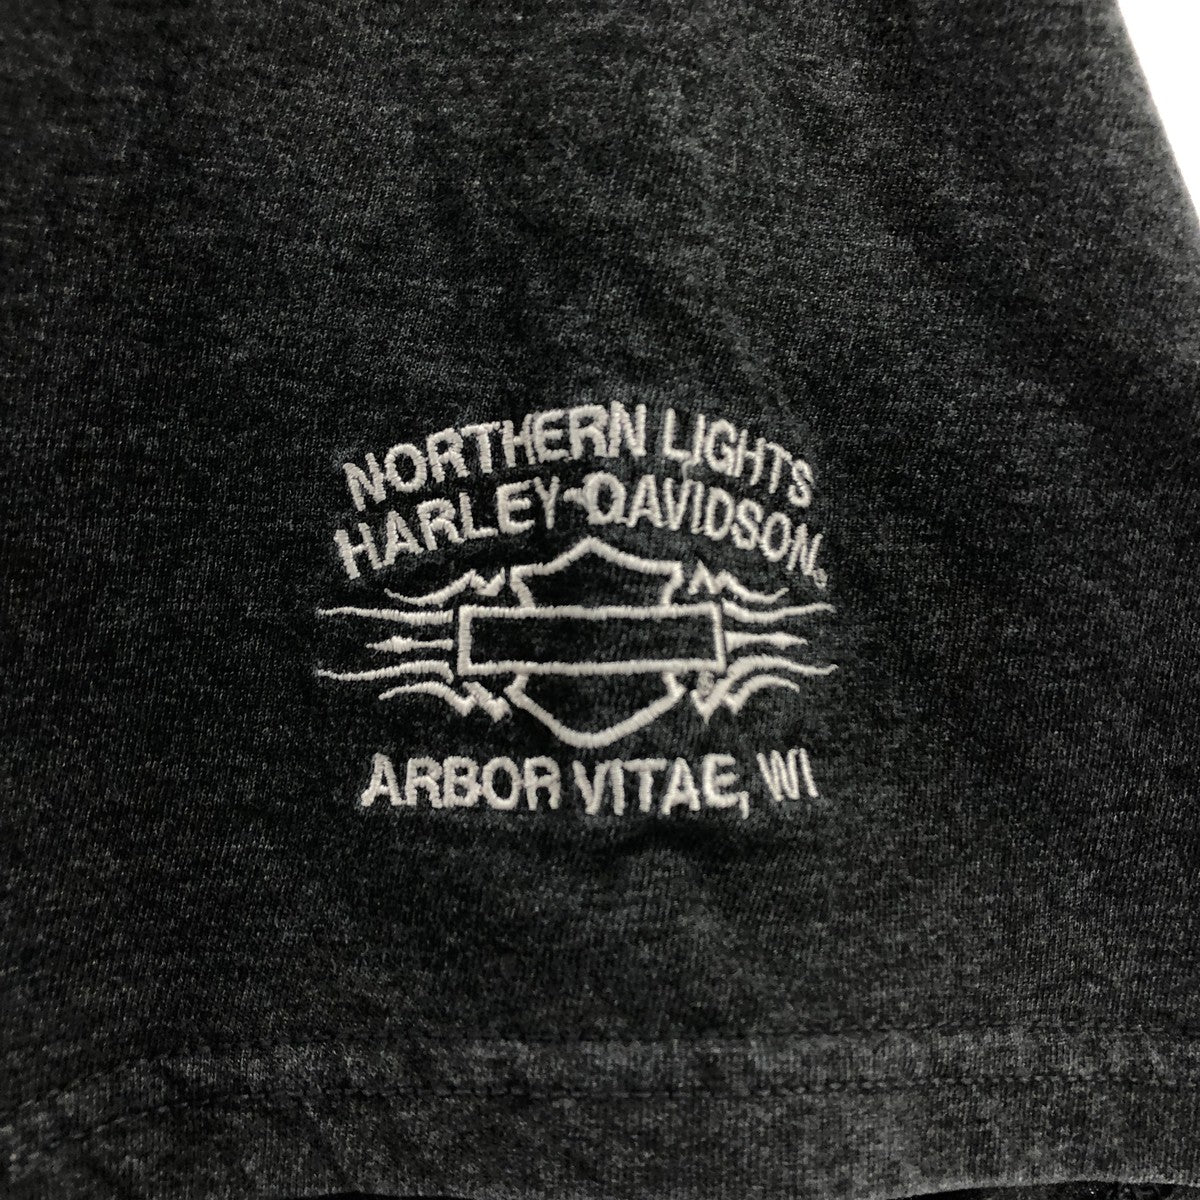 NORTHERN LIGHTS
HARLEY-DAVIDSON®
ARBOR VITAE, WI